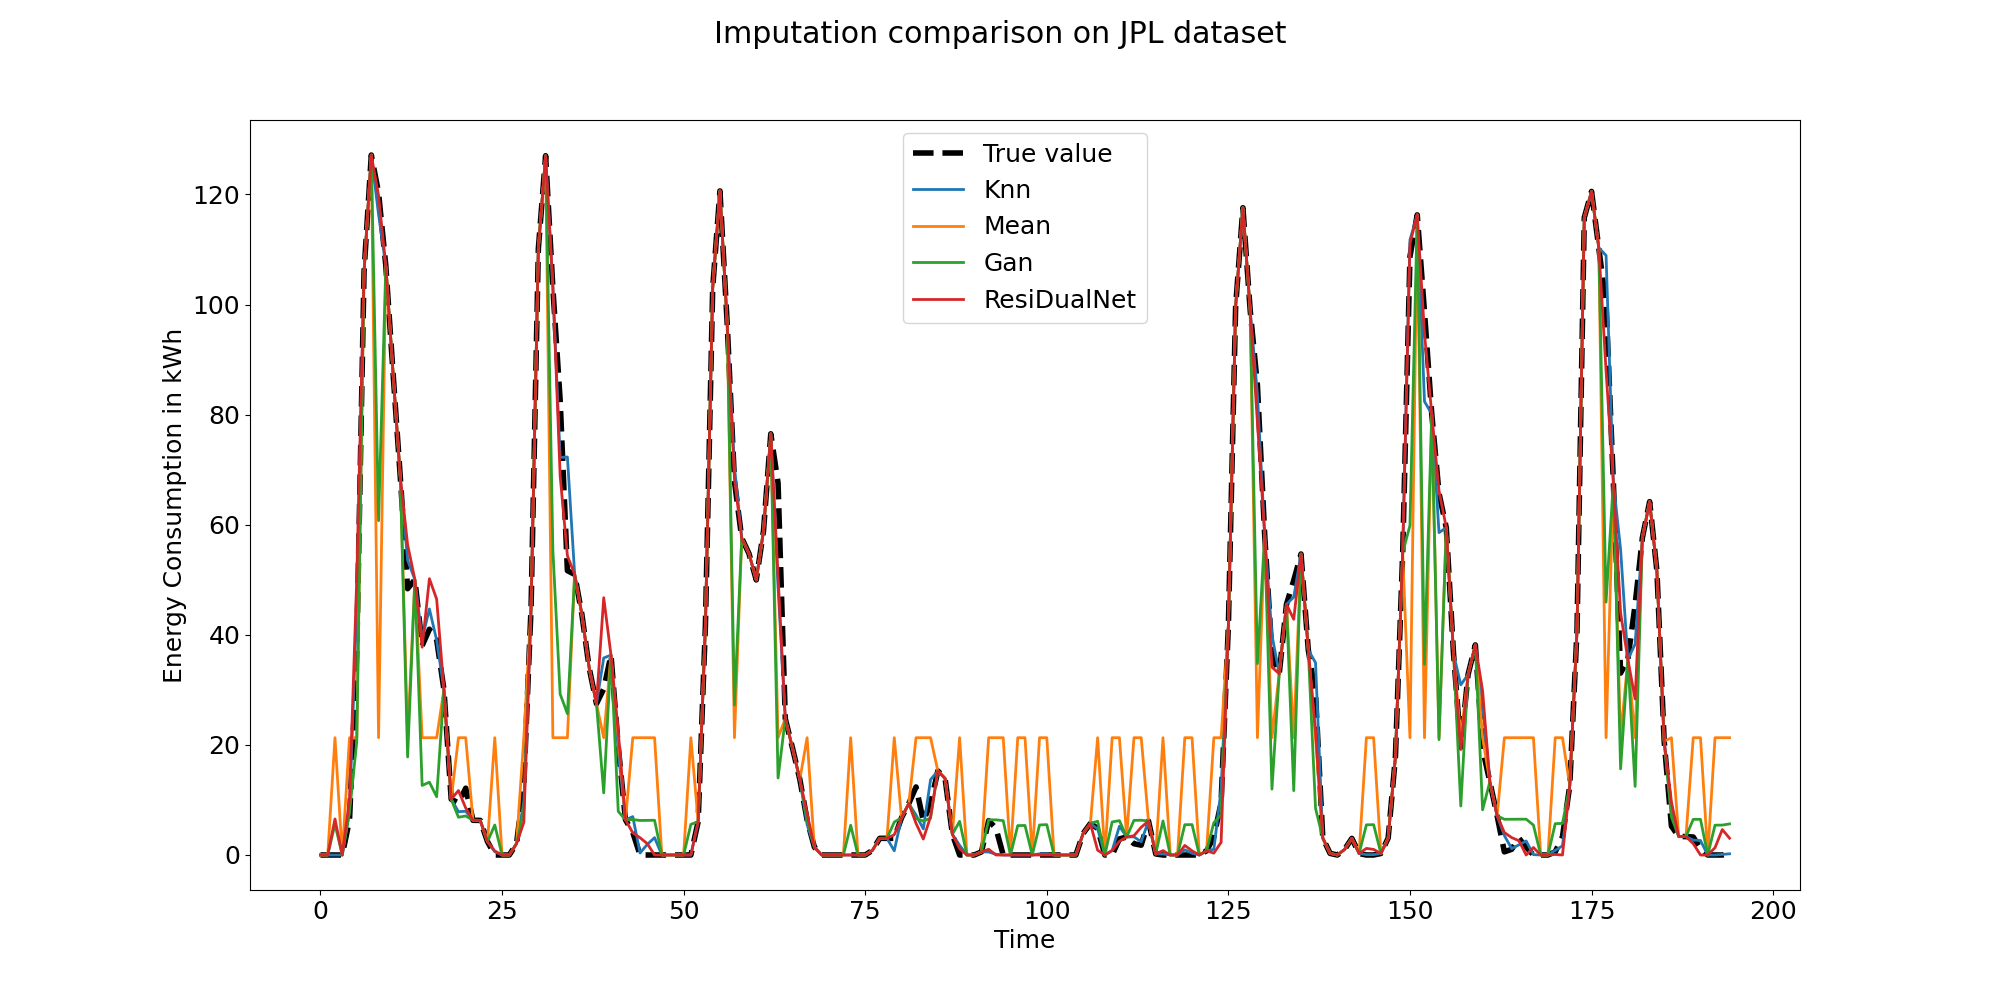 Imputation comparison on JPL dataset
True value
Knn
Mean
Gan
ResiDualNet
Energy Consumption in kWh
120
100
80
60
40
20
0
0 25 50 75 100 125 150 175 200
Time